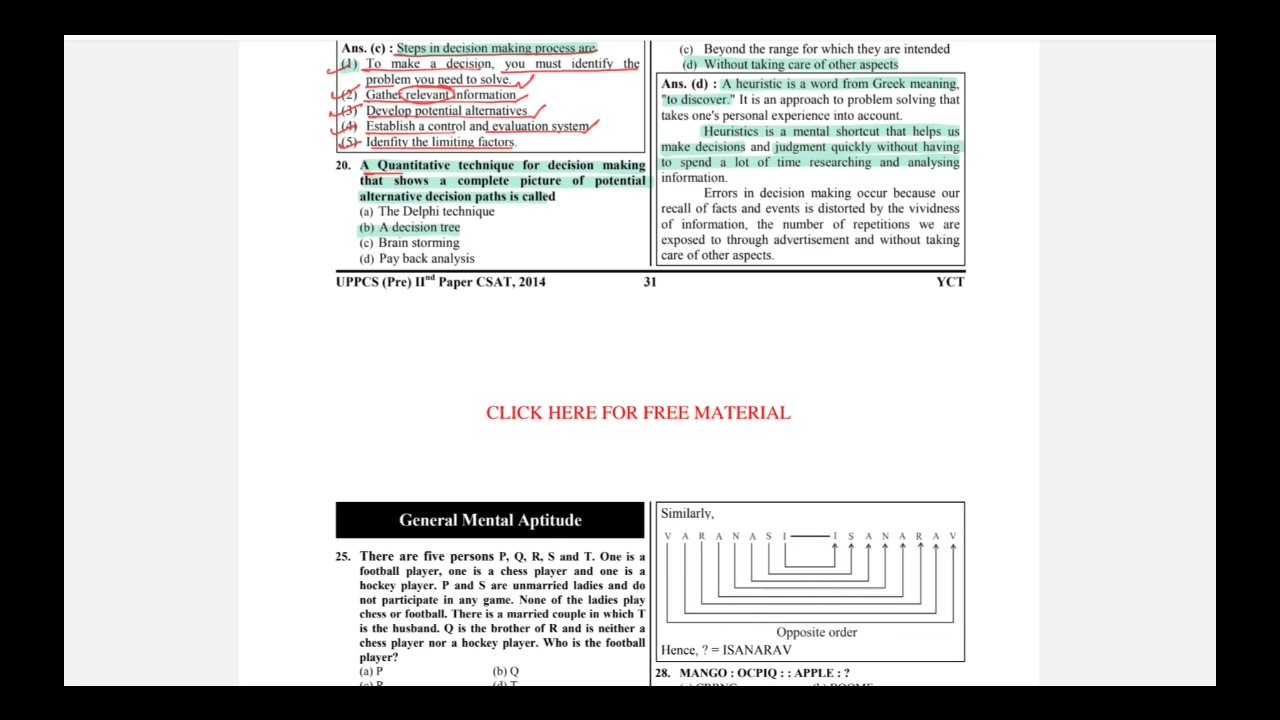 Ans. (c) : Steps in decision making process are
(1) To make a decision, you must identify the
problem you need to solve.
(2) Gather relevant information
(3) Develop potential alternatives
(4) Establish a control and evaluation system
(5) Idenfity the limiting factors.
20. A Quantitative technique for decision making
that shows a complete picture of potential
alternative decision paths is called
(a) The Delphi technique
(b) A decision tree
(c) Brain storming
(d) Pay back analysis
(c) Beyond the range for which they are intended
(d) Without taking care of other aspects
Ans. (d) : A heuristic is a word from Greek meaning,
"to discover." It is an approach to problem solving that
takes one's personal experience into account.
Heuristics is a mental shortcut that helps us
make decisions and judgment quickly without having
to spend a lot of time researching and analysing
information.
Errors in decision making occur because our
recall of facts and events is distorted by the vividness
of information, the number of repetitions we are
exposed to through advertisement and without taking
care of other aspects.
UPPCS (Pre) IInd Paper CSAT, 2014 31 YCT
CLICK HERE FOR FREE MATERIAL
General Mental Aptitude
25. There are five persons P, Q, R, S and T. One is a
football player, one is a chess player and one is a
hockey player. P and S are unmarried ladies and do
not participate in any game. None of the ladies play
chess or football. There is a married couple in which T
is the husband. Q is the brother of R and is neither a
chess player nor a hockey player. Who is the football
player?
(a) P (b) Q
Similarly,
V A R A N A S I I S A N A R A V
Opposite order
Hence, ? = ISANARAV
28. MANGO : OCPIQ : : APPLE : ?